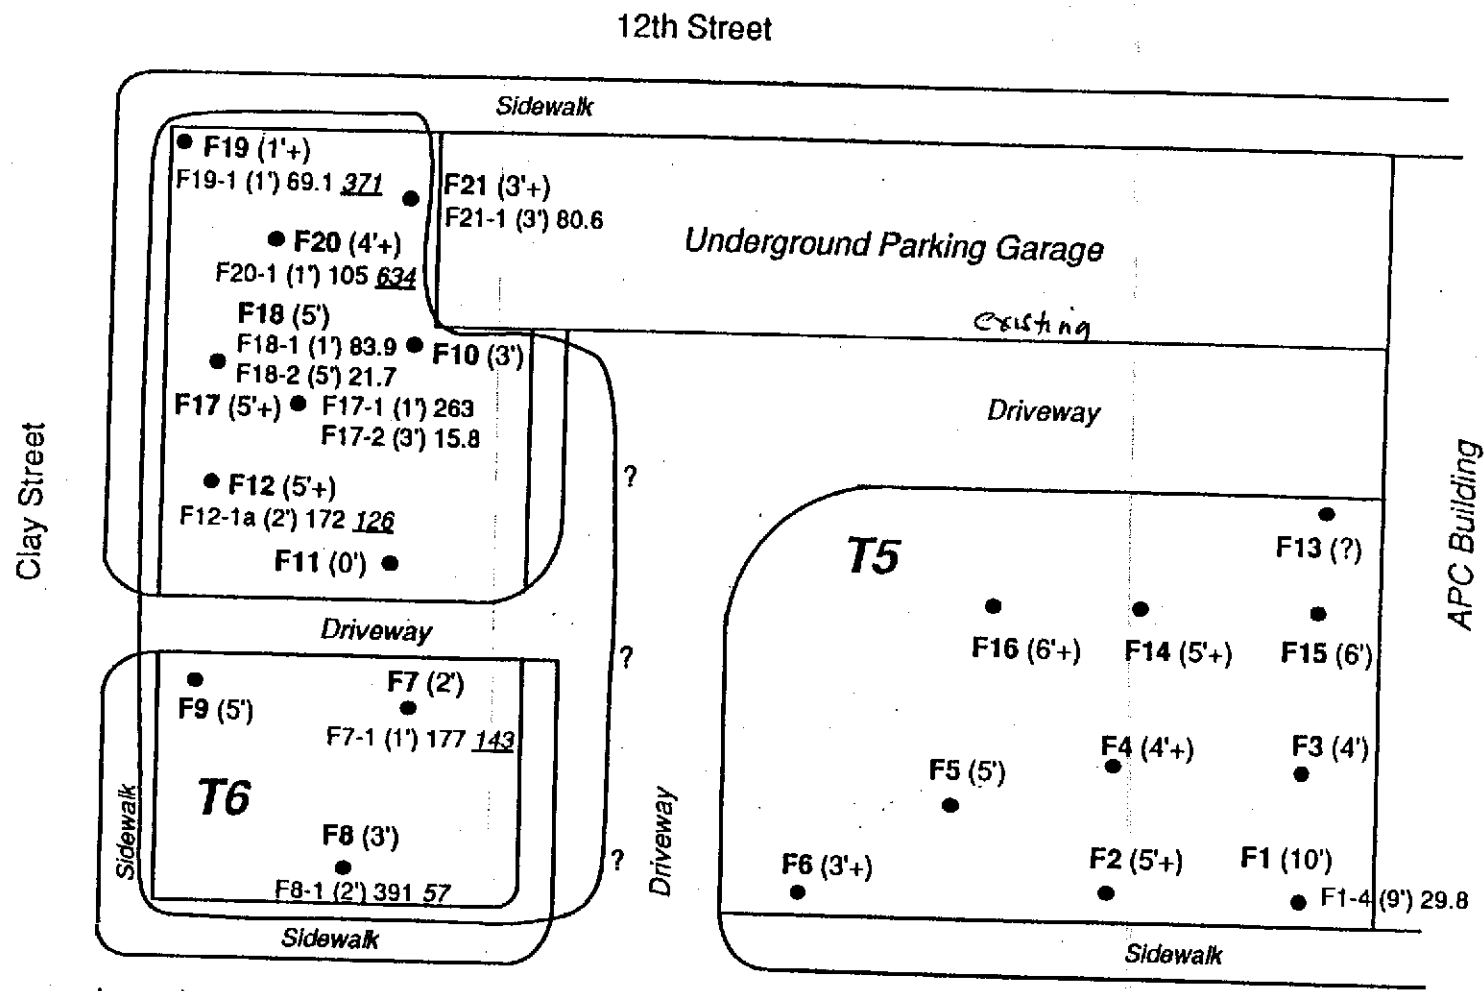 12th Street
Sidewalk
F19 (1'+)
F19-1 (1') 69.1 371
F21 (3'+)
F21-1 (3') 80.6
Underground Parking Garage
existing
F20 (4'+)
F20-1 (1') 105 634
F18 (5')
F18-1 (1') 83.9
F18-2 (5') 21.7
F10 (3')
F17 (5'+)
F17-1 (1') 263
F17-2 (3') 15.8
Driveway
Clay Street
F12 (5'+)
F12-1a (2') 172 126
F11 (0')
?
T5
F13 (?)
APC Building
Driveway
?
F16 (6'+)
F14 (5'+)
F15 (6')
F9 (5')
F7 (2')
F7-1 (1') 177 143
T6
Sidewalk
F8 (3')
F8-1 (2') 391 57
?
Driveway
F5 (5')
F4 (4'+)
F3 (4')
F6 (3'+)
F2 (5'+)
F1 (10')
F1-4 (9') 29.8
Sidewalk
Sidewalk